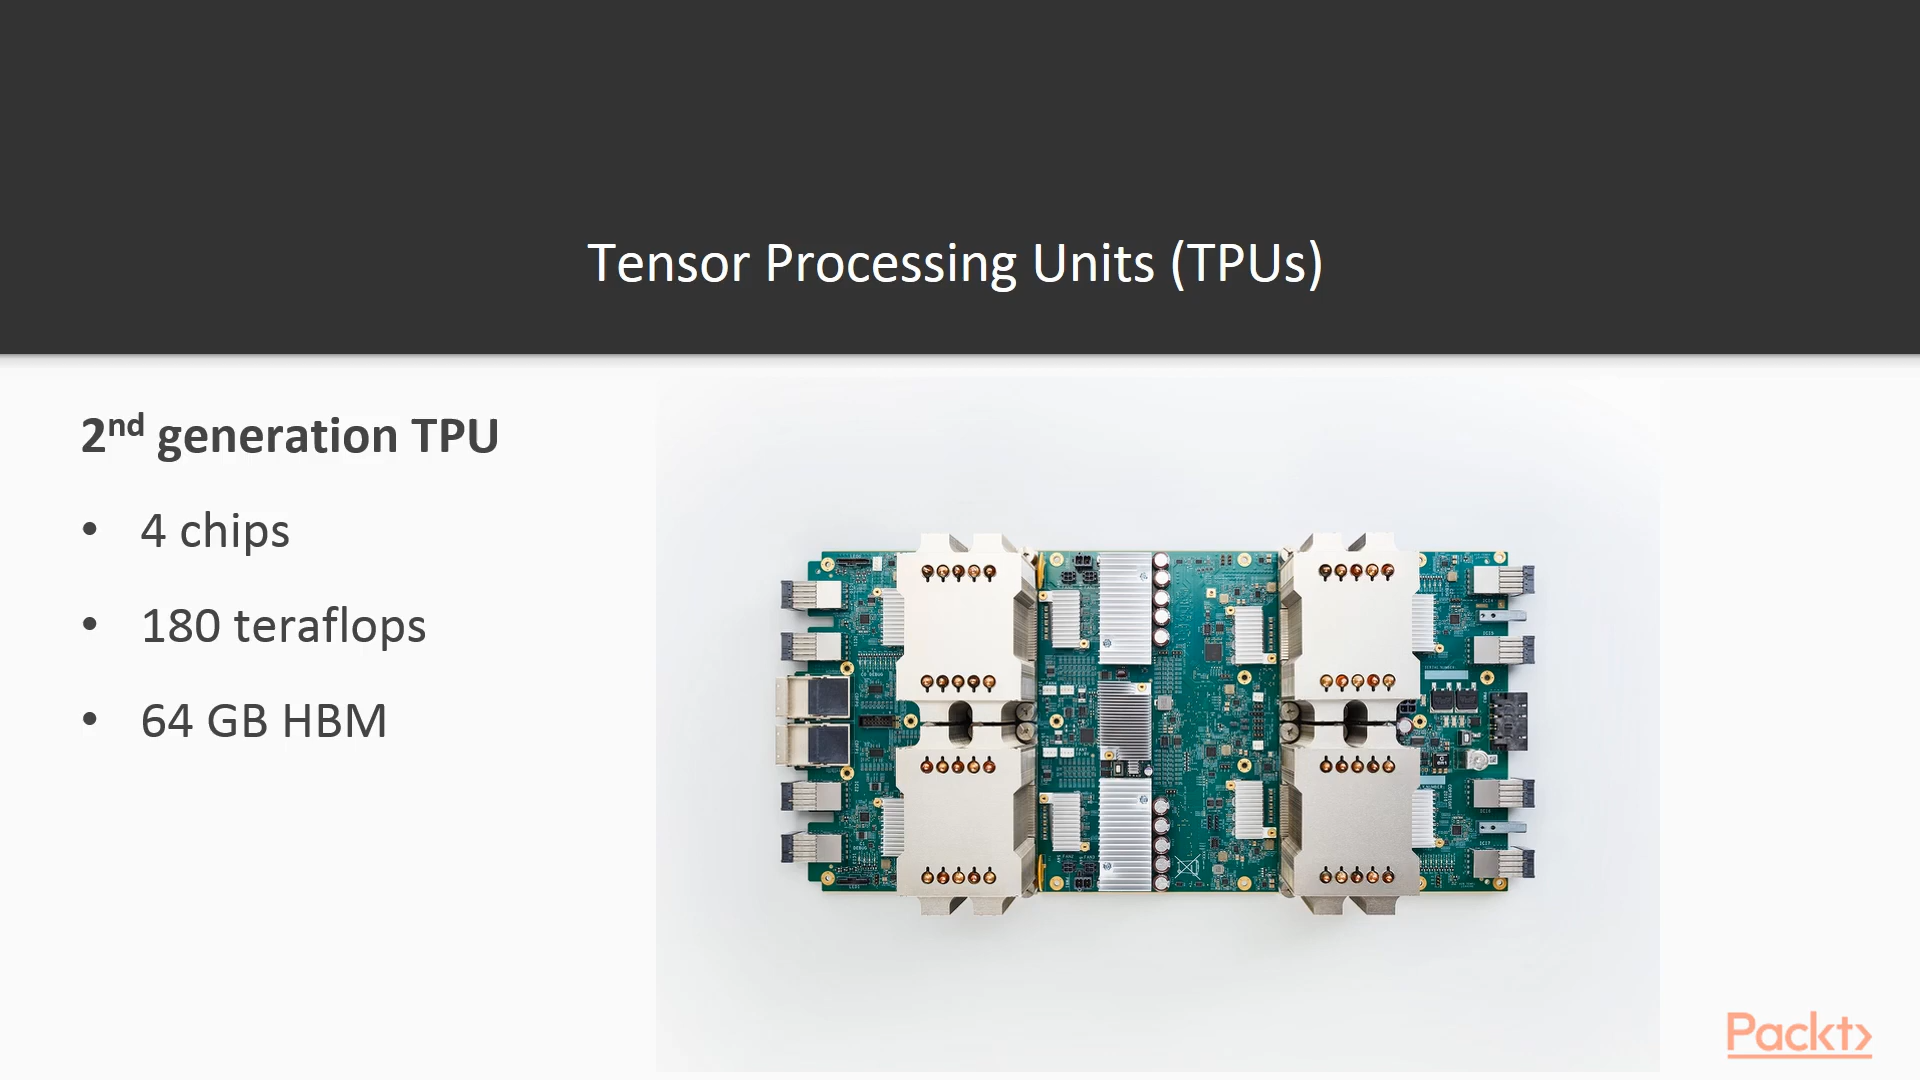 Tensor Processing Units (TPUs)
2nd generation TPU
• 4 chips
• 180 teraflops
• 64 GB HBM
Packt